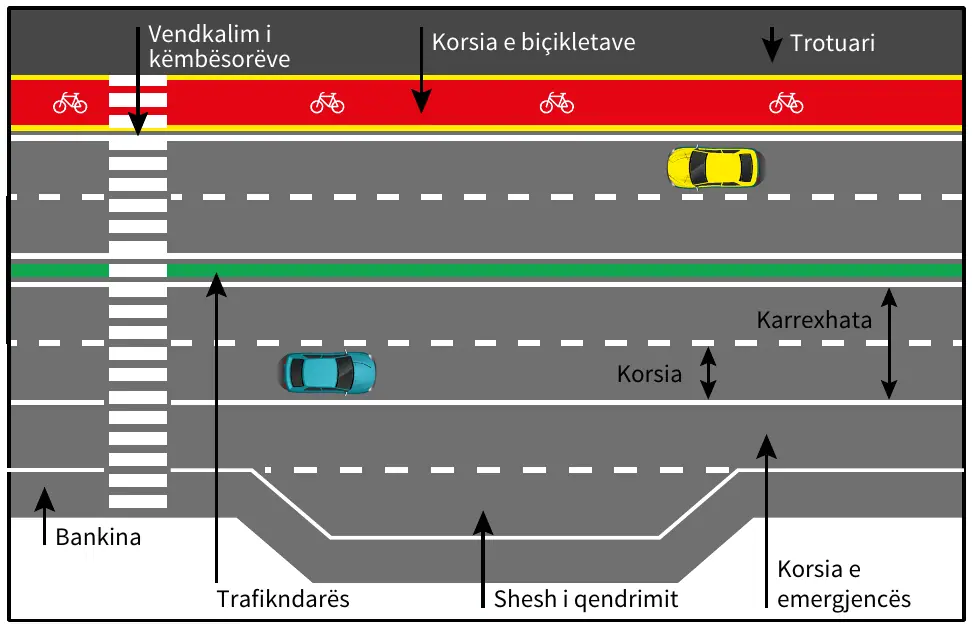 Vendkalim i
këmbësorëve
Korsia e biçikletave
Trotuari
Karrexhata
Korsia
Bankina
Trafikndarës
Shesh i qendrimit
Korsia e
emergjencës